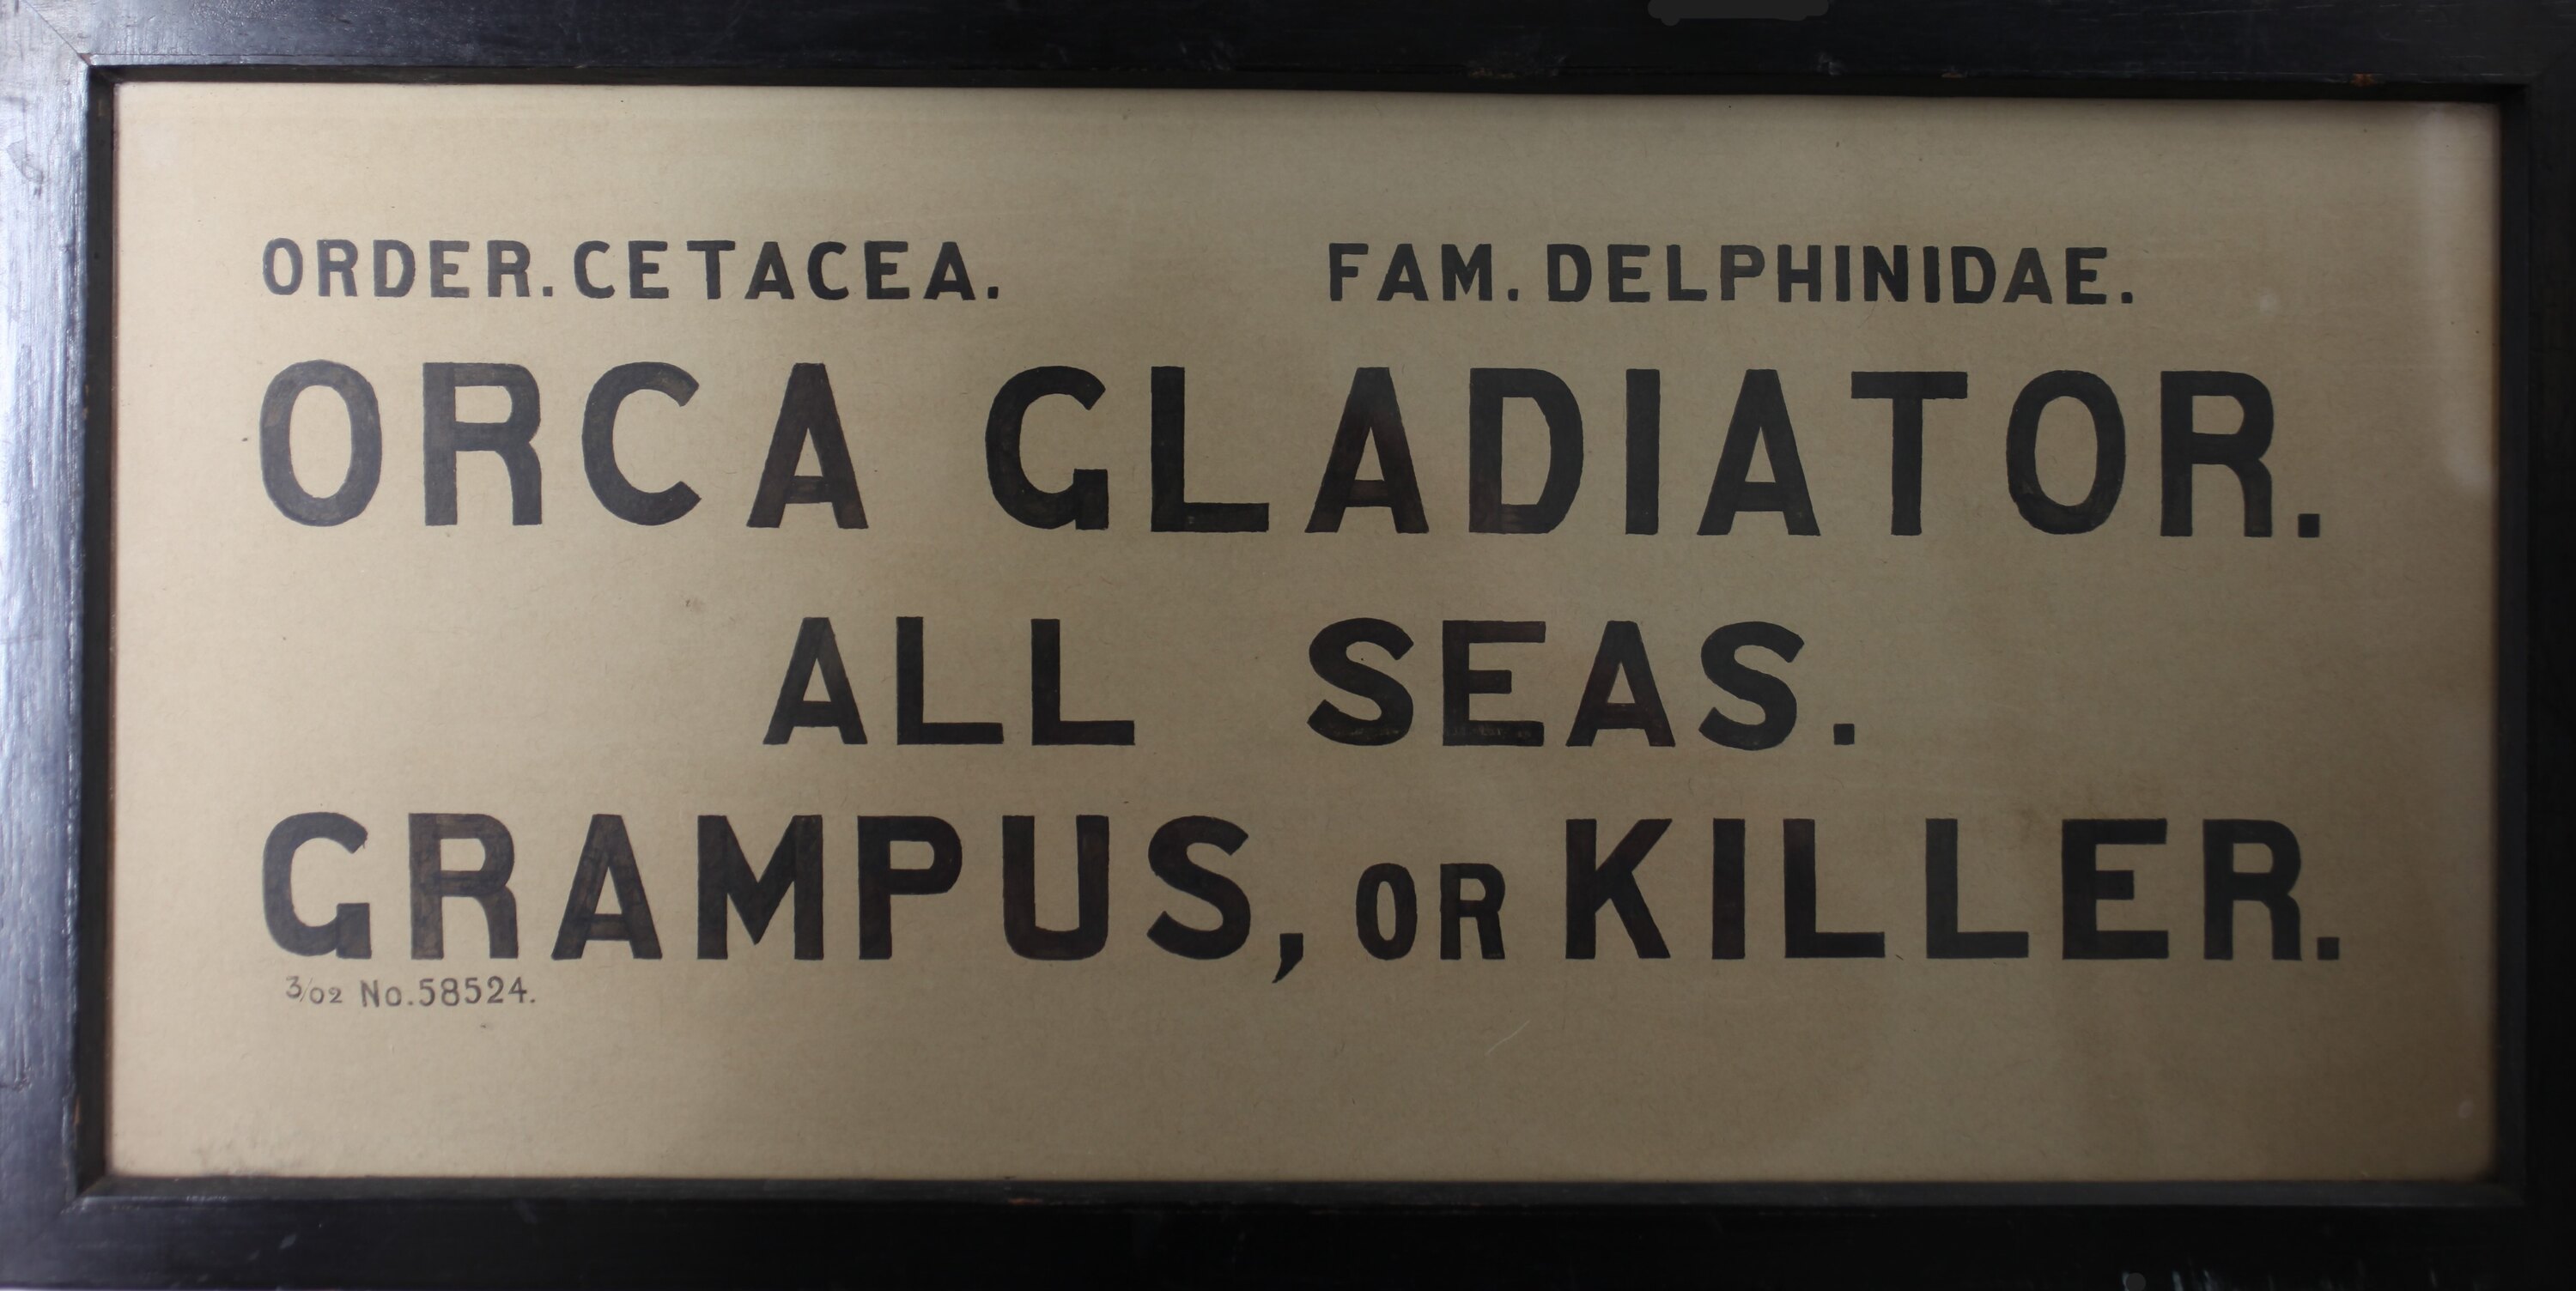 ORDER. CETACEA. FAM. DELPHINIDAE.
ORCA GLADIATOR.
ALL SEAS.
GRAMPUS, OR KILLER.
3/02 No. 58524.